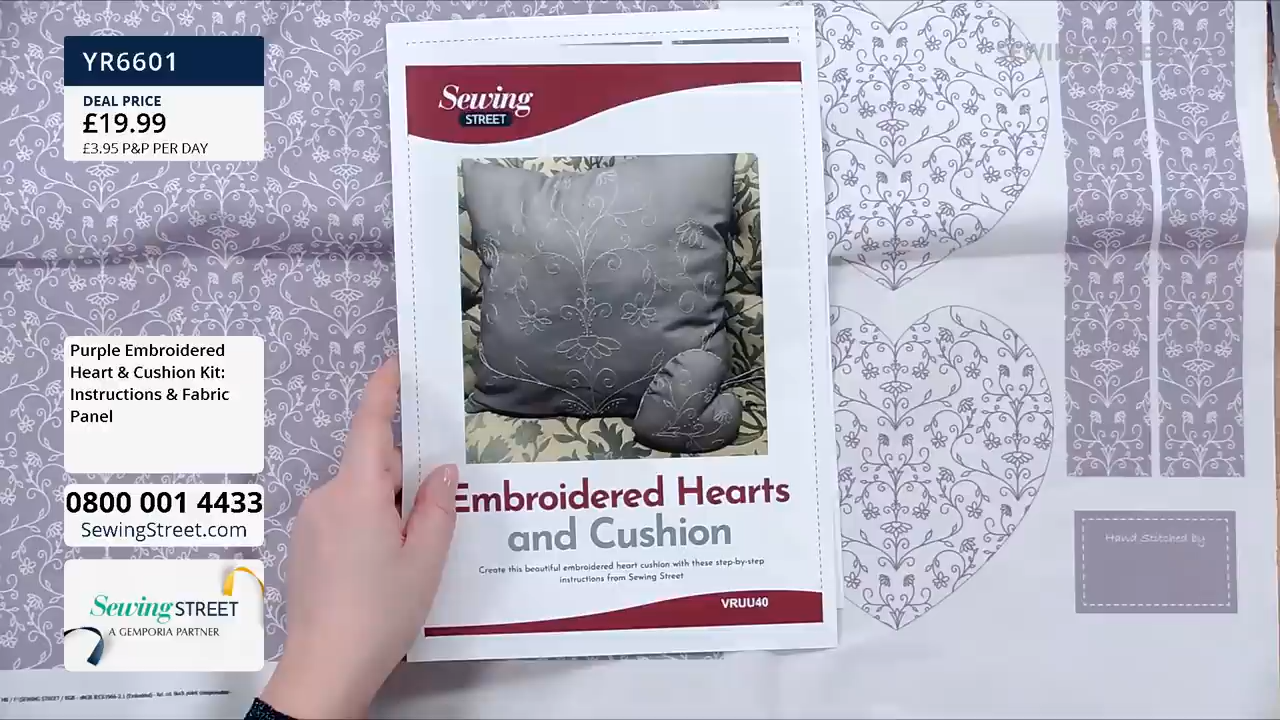 YR6601
DEAL PRICE
£19.99
£3.95 P&P PER DAY
Purple Embroidered
Heart & Cushion Kit:
Instructions & Fabric
Panel
0800 001 4433
SewingStreet.com
Sewing STREET
A GEMPORIA PARTNER
Sewing
STREET
Embroidered Hearts
and Cushion
Create this beautiful embroidered heart cushion with these step-by-step
instructions from Sewing Street
VRUU40
Hand Stitched by